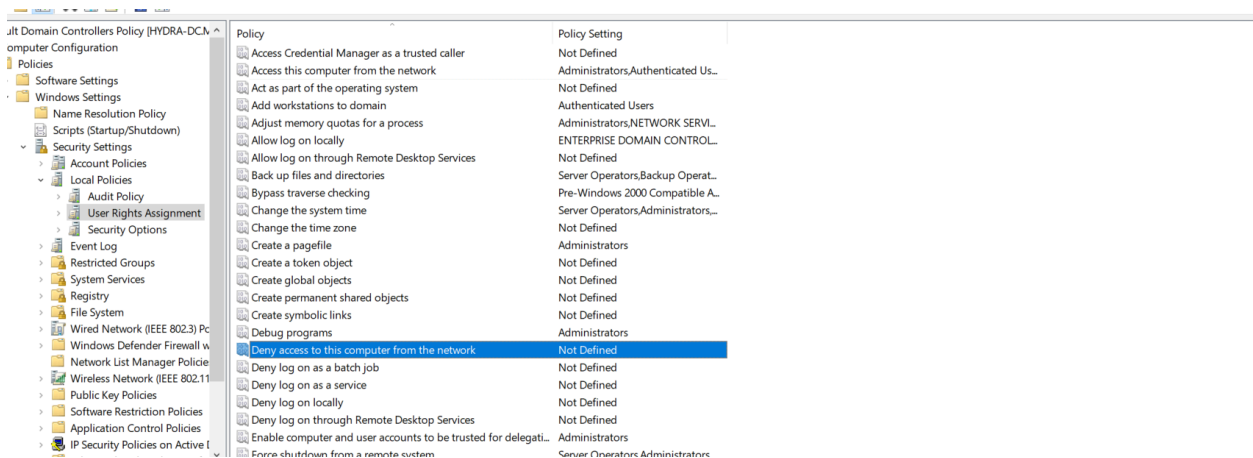 ult Domain Controllers Policy [HYDRA-DC.M
omputer Configuration
Policies
Software Settings
Windows Settings
Name Resolution Policy
Scripts (Startup/Shutdown)
Security Settings
Account Policies
Local Policies
Audit Policy
User Rights Assignment
Security Options
Event Log
Restricted Groups
System Services
Registry
File System
Wired Network (IEEE 802.3) Pc
Windows Defender Firewall w
Network List Manager Policie
Wireless Network (IEEE 802.11
Public Key Policies
Software Restriction Policies
Application Control Policies
IP Security Policies on Active D
Policy Policy Setting
Access Credential Manager as a trusted caller Not Defined
Access this computer from the network Administrators,Authenticated Us...
Act as part of the operating system Not Defined
Add workstations to domain Authenticated Users
Adjust memory quotas for a process Administrators,NETWORK SERVI...
Allow log on locally ENTERPRISE DOMAIN CONTROL...
Allow log on through Remote Desktop Services Not Defined
Back up files and directories Server Operators,Backup Operat...
Bypass traverse checking Pre-Windows 2000 Compatible A...
Change the system time Server Operators,Administrators,...
Change the time zone Not Defined
Create a pagefile Administrators
Create a token object Not Defined
Create global objects Not Defined
Create permanent shared objects Not Defined
Create symbolic links Not Defined
Debug programs Administrators
Deny access to this computer from the network Not Defined
Deny log on as a batch job Not Defined
Deny log on as a service Not Defined
Deny log on locally Not Defined
Deny log on through Remote Desktop Services Not Defined
Enable computer and user accounts to be trusted for delegati... Administrators
Force shutdown from a remote system Server Operators,Administrators